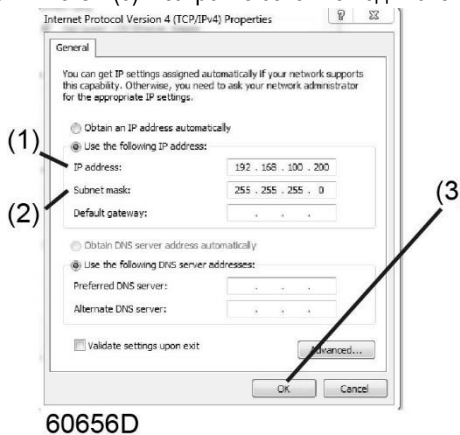 Internet Protocol Version 4 (TCP/IPv4) Properties
General
You can get IP settings assigned automatically if your network supports
this capability. Otherwise, you need to ask your network administrator
for the appropriate IP settings.
Obtain an IP address automatically
(1)
Use the following IP address:
IP address: 192 . 168 . 100 . 200
Subnet mask: 255 . 255 . 255 . 0
(2)
(3
Default gateway: . . .
Obtain DNS server address automatically
Use the following DNS server addresses:
Preferred DNS server: . . .
Alternate DNS server: . . .
Validate settings upon exit
Advanced...
OK Cancel
60656D